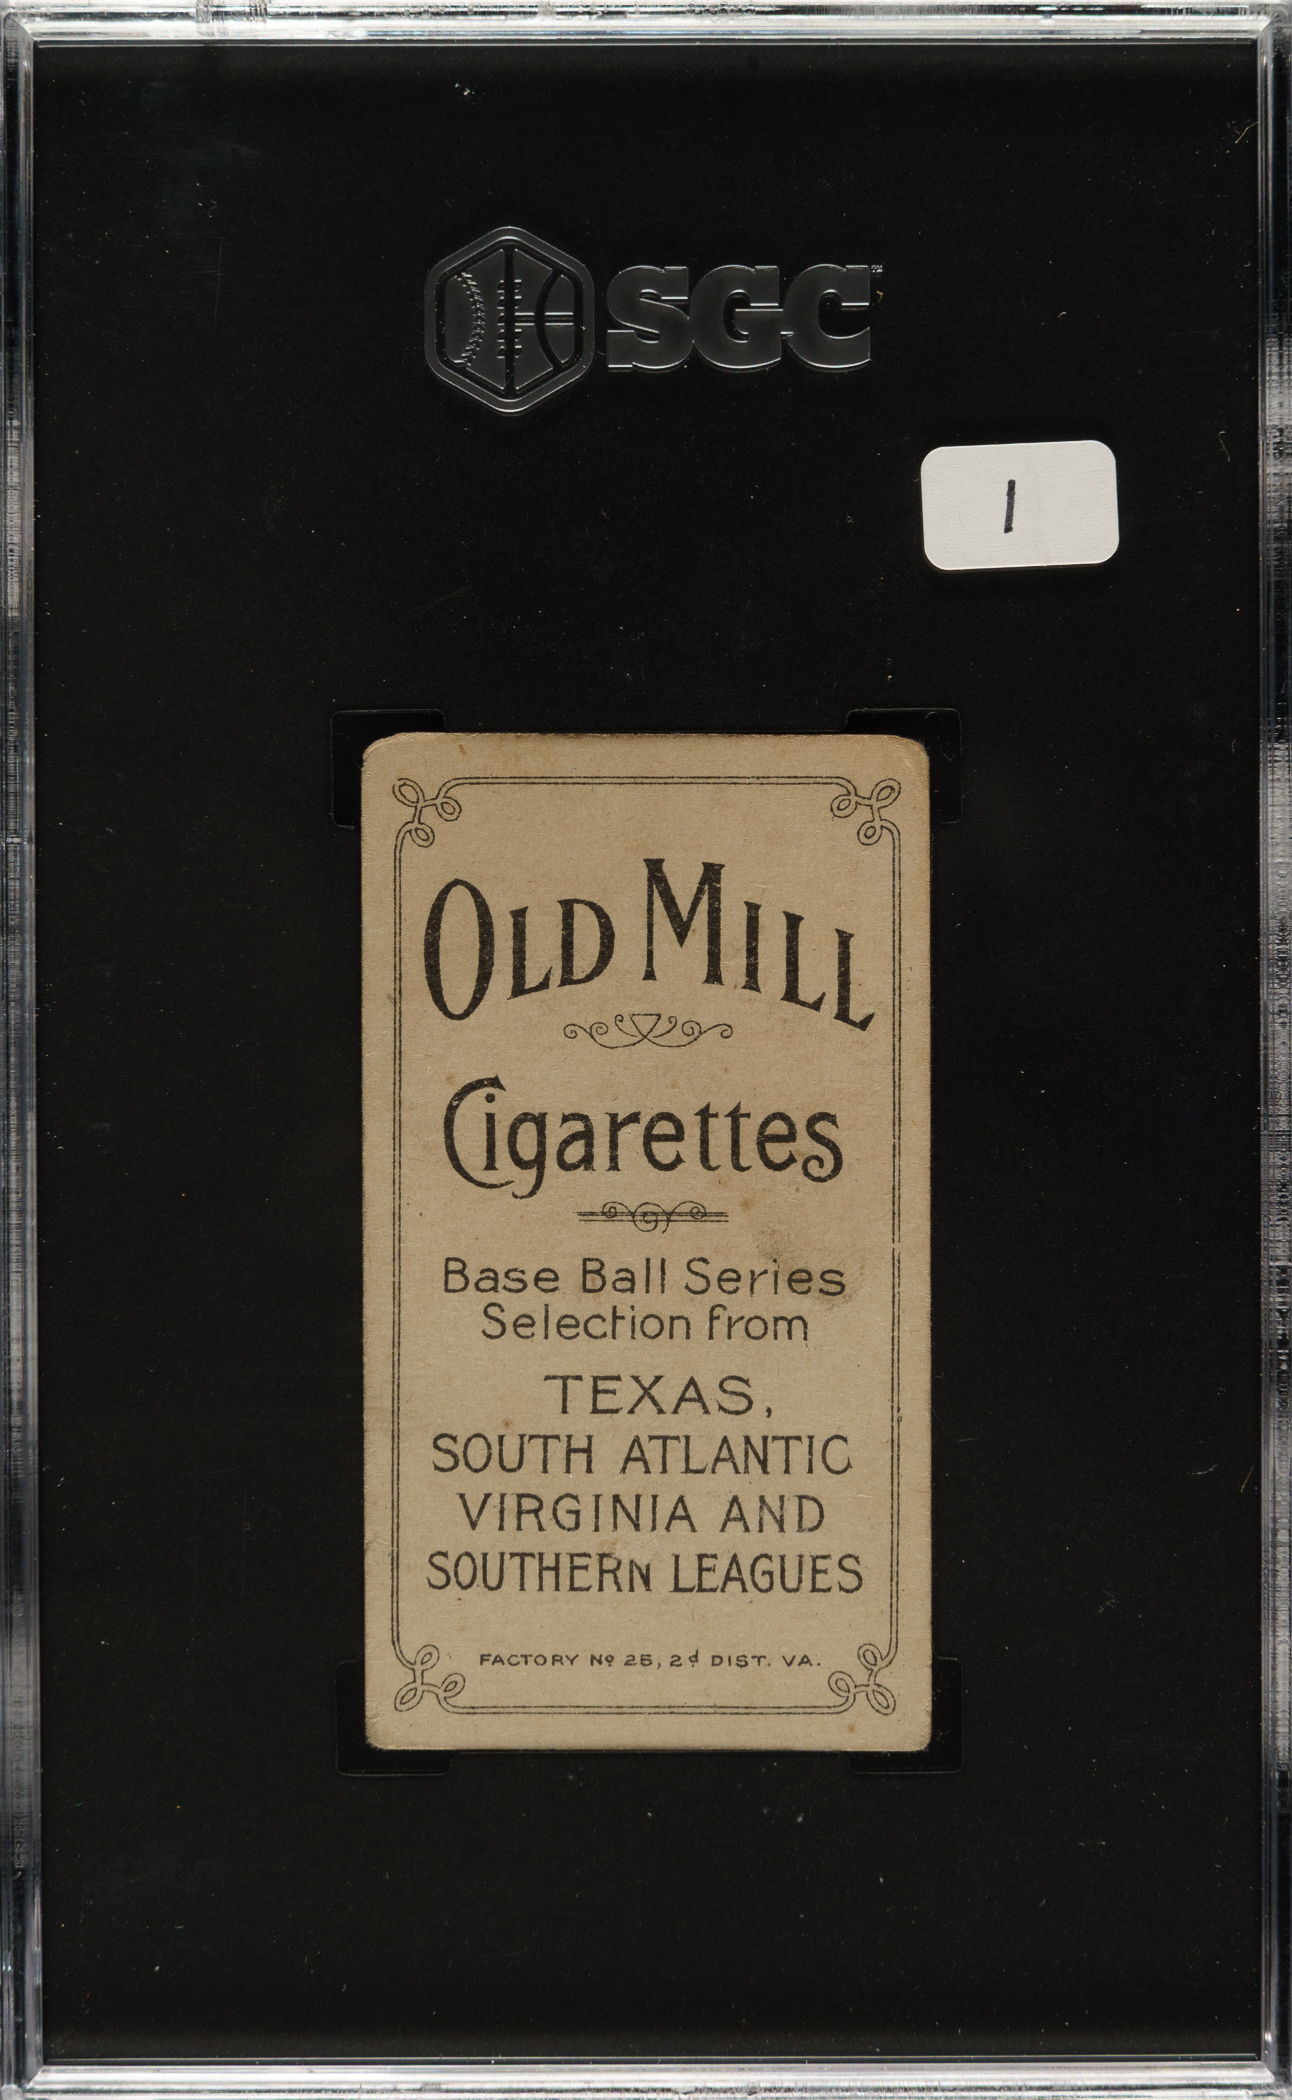 SGC™
1
OLD MILL
Cigarettes
Base Ball Series
Selection from
TEXAS,
SOUTH ATLANTIC
VIRGINIA AND
SOUTHERN LEAGUES
FACTORY Nº 25, 2d DIST. VA.